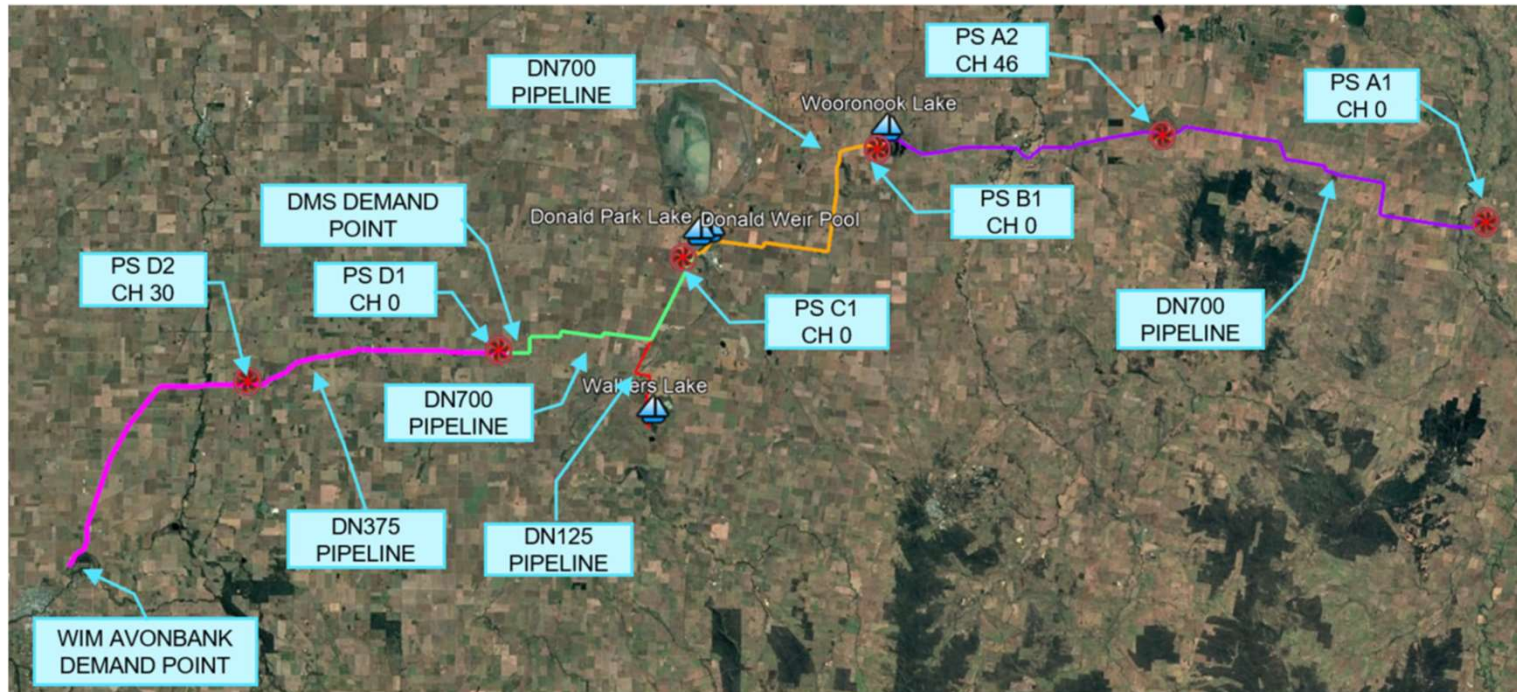 PS A2
CH 46
DN700
PIPELINE
PS A1
CH 0
Wooronook Lake
DMS DEMAND
POINT
PS B1
CH 0
Donald Park Lake
Donald Weir Pool
PS D2
CH 30
PS D1
CH 0
PS C1
CH 0
DN700
PIPELINE
DN700
PIPELINE
Walkers Lake
DN375
PIPELINE
DN125
PIPELINE
WIM AVONBANK
DEMAND POINT